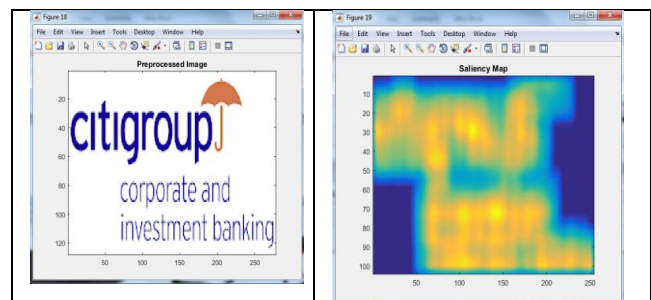 Figure 18
File Edit View Insert Tools Desktop Window Help
Preprocessed Image
20
40
60
80
100
120
citigroup
corporate and
investment banking
50 100 150 200 250
Figure 19
File Edit View Insert Tools Desktop Window Help
Saliency Map
10
20
30
40
50
60
70
80
90
100
50 100 150 200 250